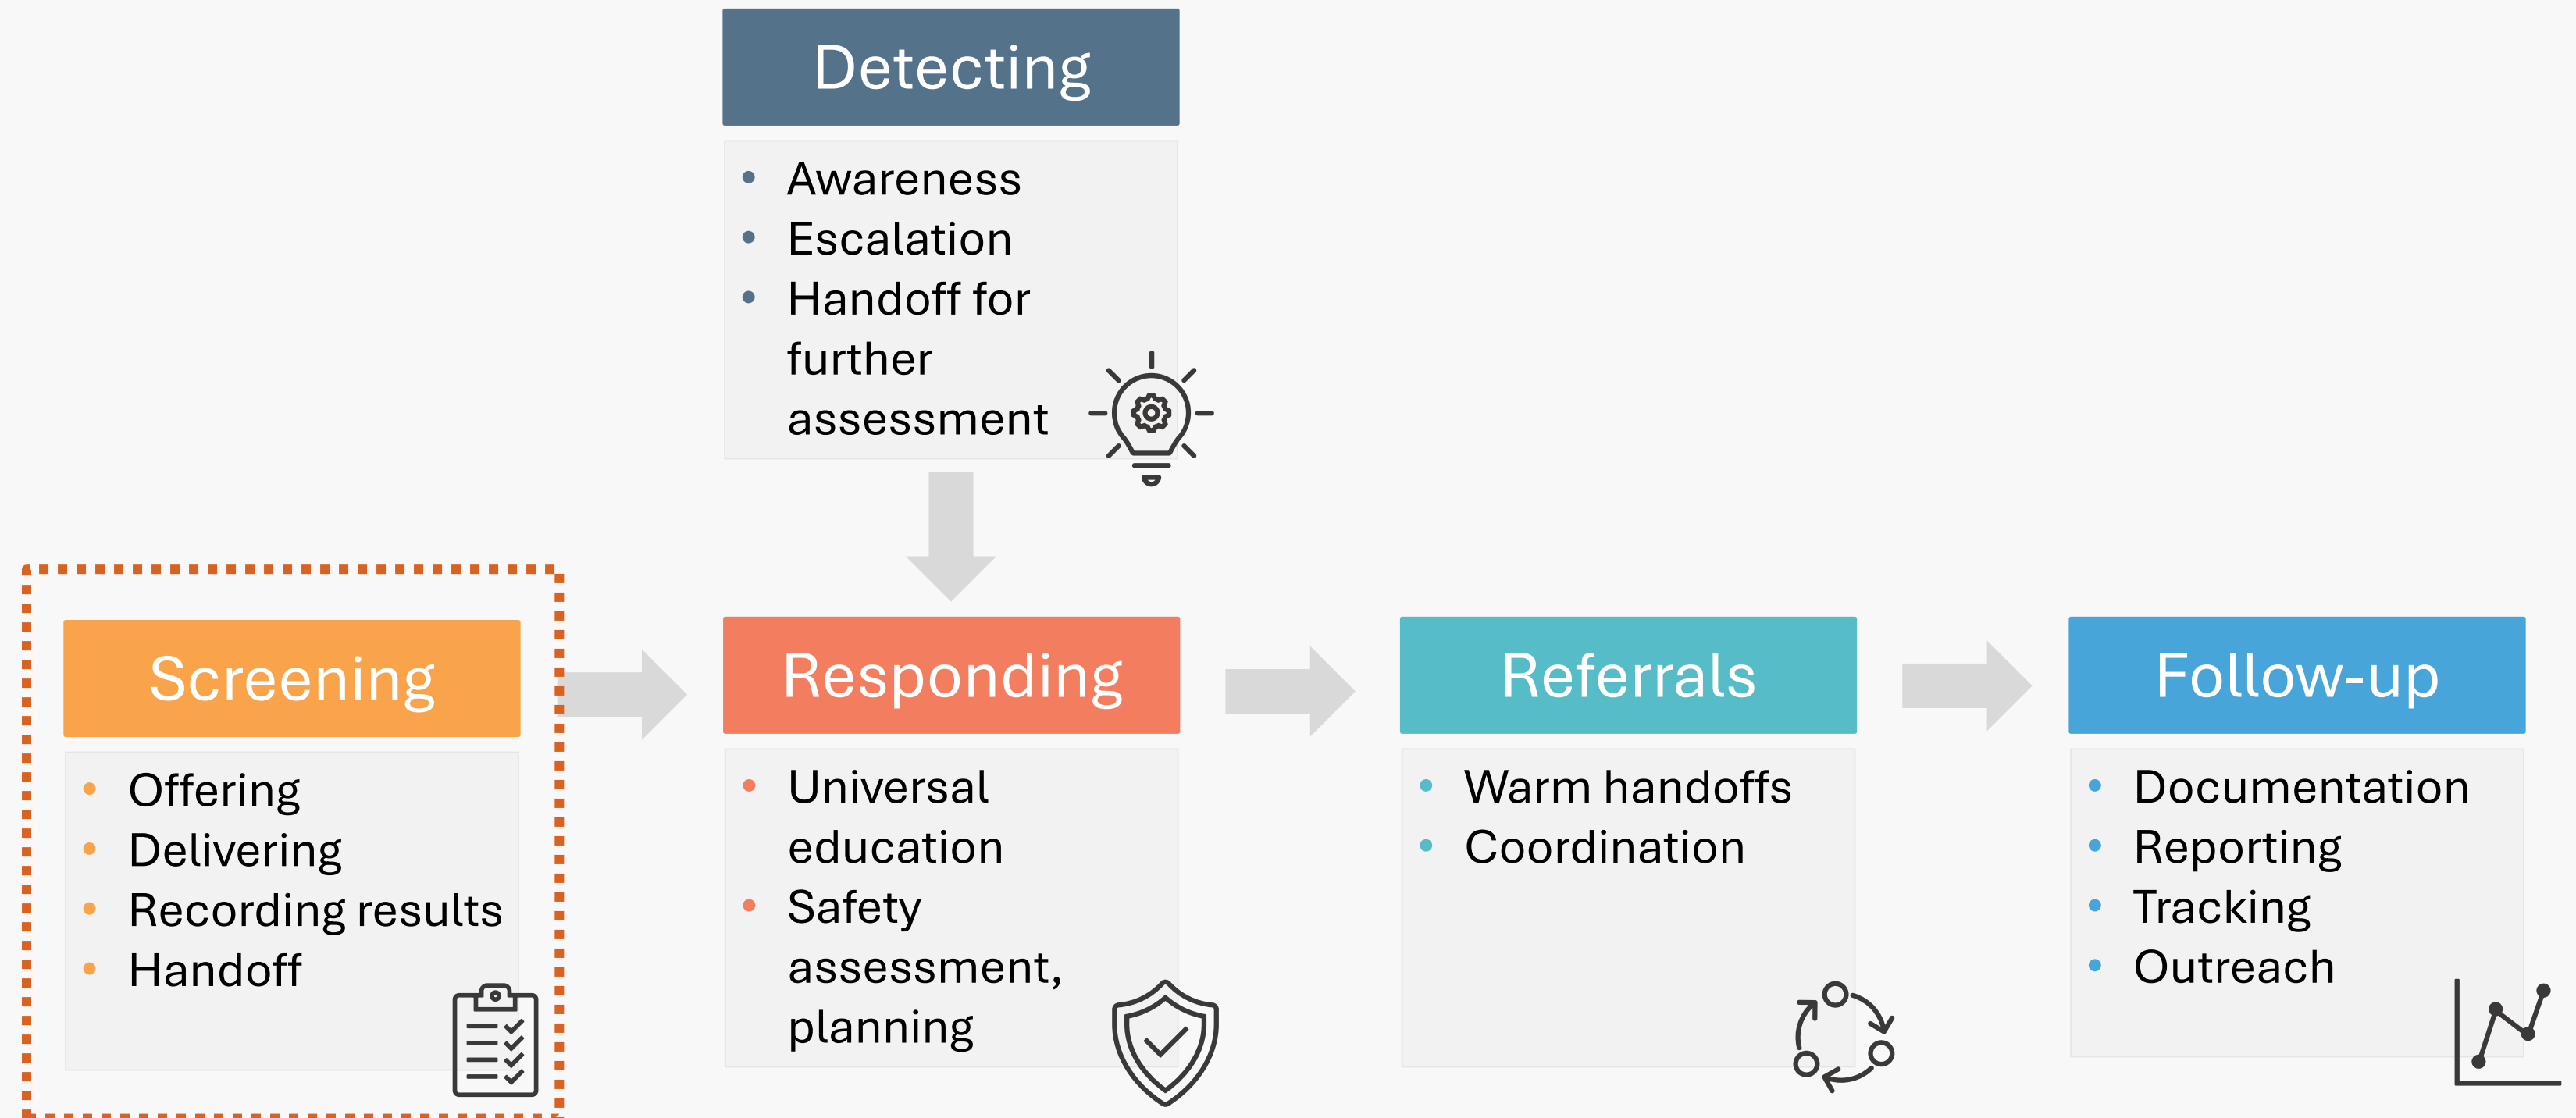 Detecting
• Awareness
• Escalation
• Handoff for
further
assessment
Screening
• Offering
• Delivering
• Recording results
• Handoff
Responding
• Universal
education
• Safety
assessment,
planning
Referrals
• Warm handoffs
• Coordination
Follow-up
• Documentation
• Reporting
• Tracking
• Outreach